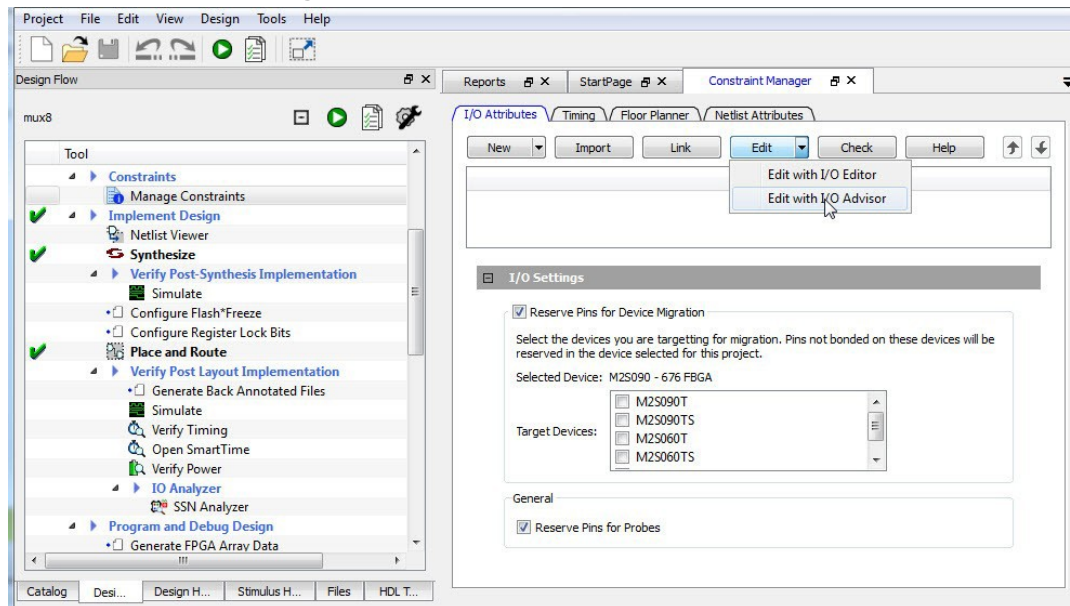 Project File Edit View Design Tools Help
Design Flow
Reports StartPage Constraint Manager
mux8
I/O Attributes Timing Floor Planner Netlist Attributes
New Import Link Edit Check Help
Edit with I/O Editor
Edit with I/O Advisor
Tool
Constraints
Manage Constraints
Implement Design
Netlist Viewer
Synthesize
Verify Post-Synthesis Implementation
Simulate
Configure Flash*Freeze
Configure Register Lock Bits
Place and Route
Verify Post Layout Implementation
Generate Back Annotated Files
Simulate
Verify Timing
Open SmartTime
Verify Power
IO Analyzer
SSN Analyzer
Program and Debug Design
Generate FPGA Array Data
I/O Settings
Reserve Pins for Device Migration
Select the devices you are targetting for migration. Pins not bonded on these devices will be
reserved in the device selected for this project.
Selected Device: M2S090 - 676 FBGA
Target Devices:
M2S090T
M2S090TS
M2S060T
M2S060TS
General
Reserve Pins for Probes
Catalog Desi... Design H... Stimulus H... Files HDL T...